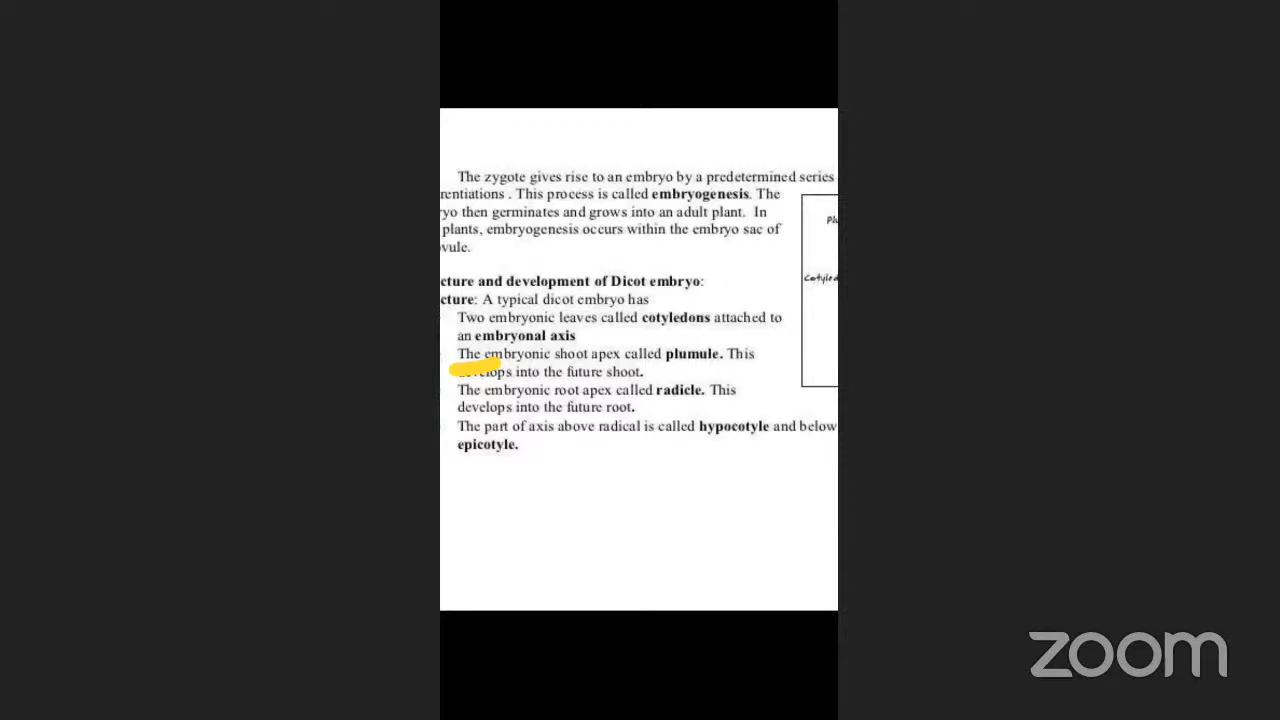 The zygote gives rise to an embryo by a predetermined series
rentiations . This process is called embryogenesis. The
yo then germinates and grows into an adult plant. In
plants, embryogenesis occurs within the embryo sac of
vule.
cture and development of Dicot embryo:
cture: A typical dicot embryo has
Two embryonic leaves called cotyledons attached to
an embryonal axis
The embryonic shoot apex called plumule. This
develops into the future shoot.
The embryonic root apex called radicle. This
develops into the future root.
The part of axis above radical is called hypocotyle and below
epicotyle.
Plu
Cotyled
zoom